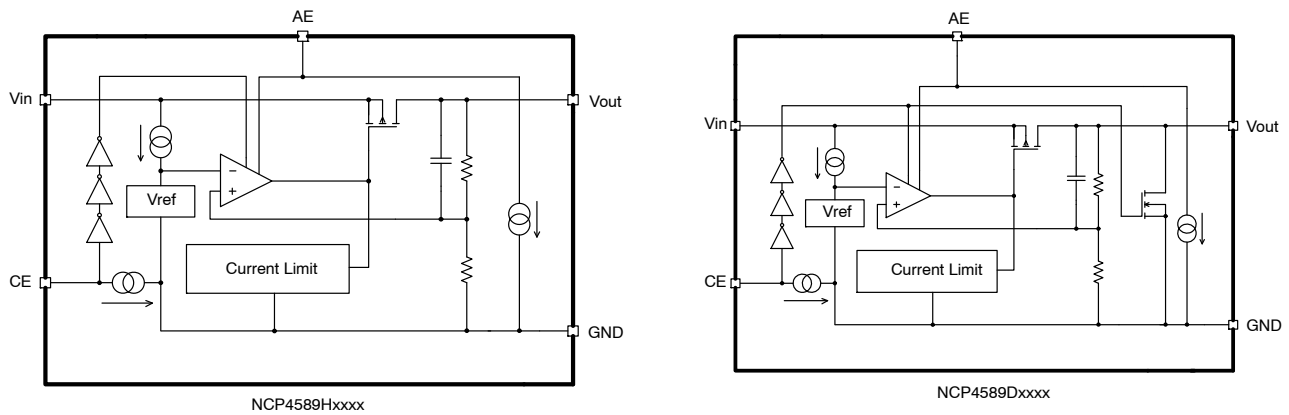 AE
Vin
Vout
−
+
Vref
Current Limit
CE
GND
NCP4589Hxxxx
AE
Vin
Vout
−
+
Vref
Current Limit
CE
GND
NCP4589Dxxxx